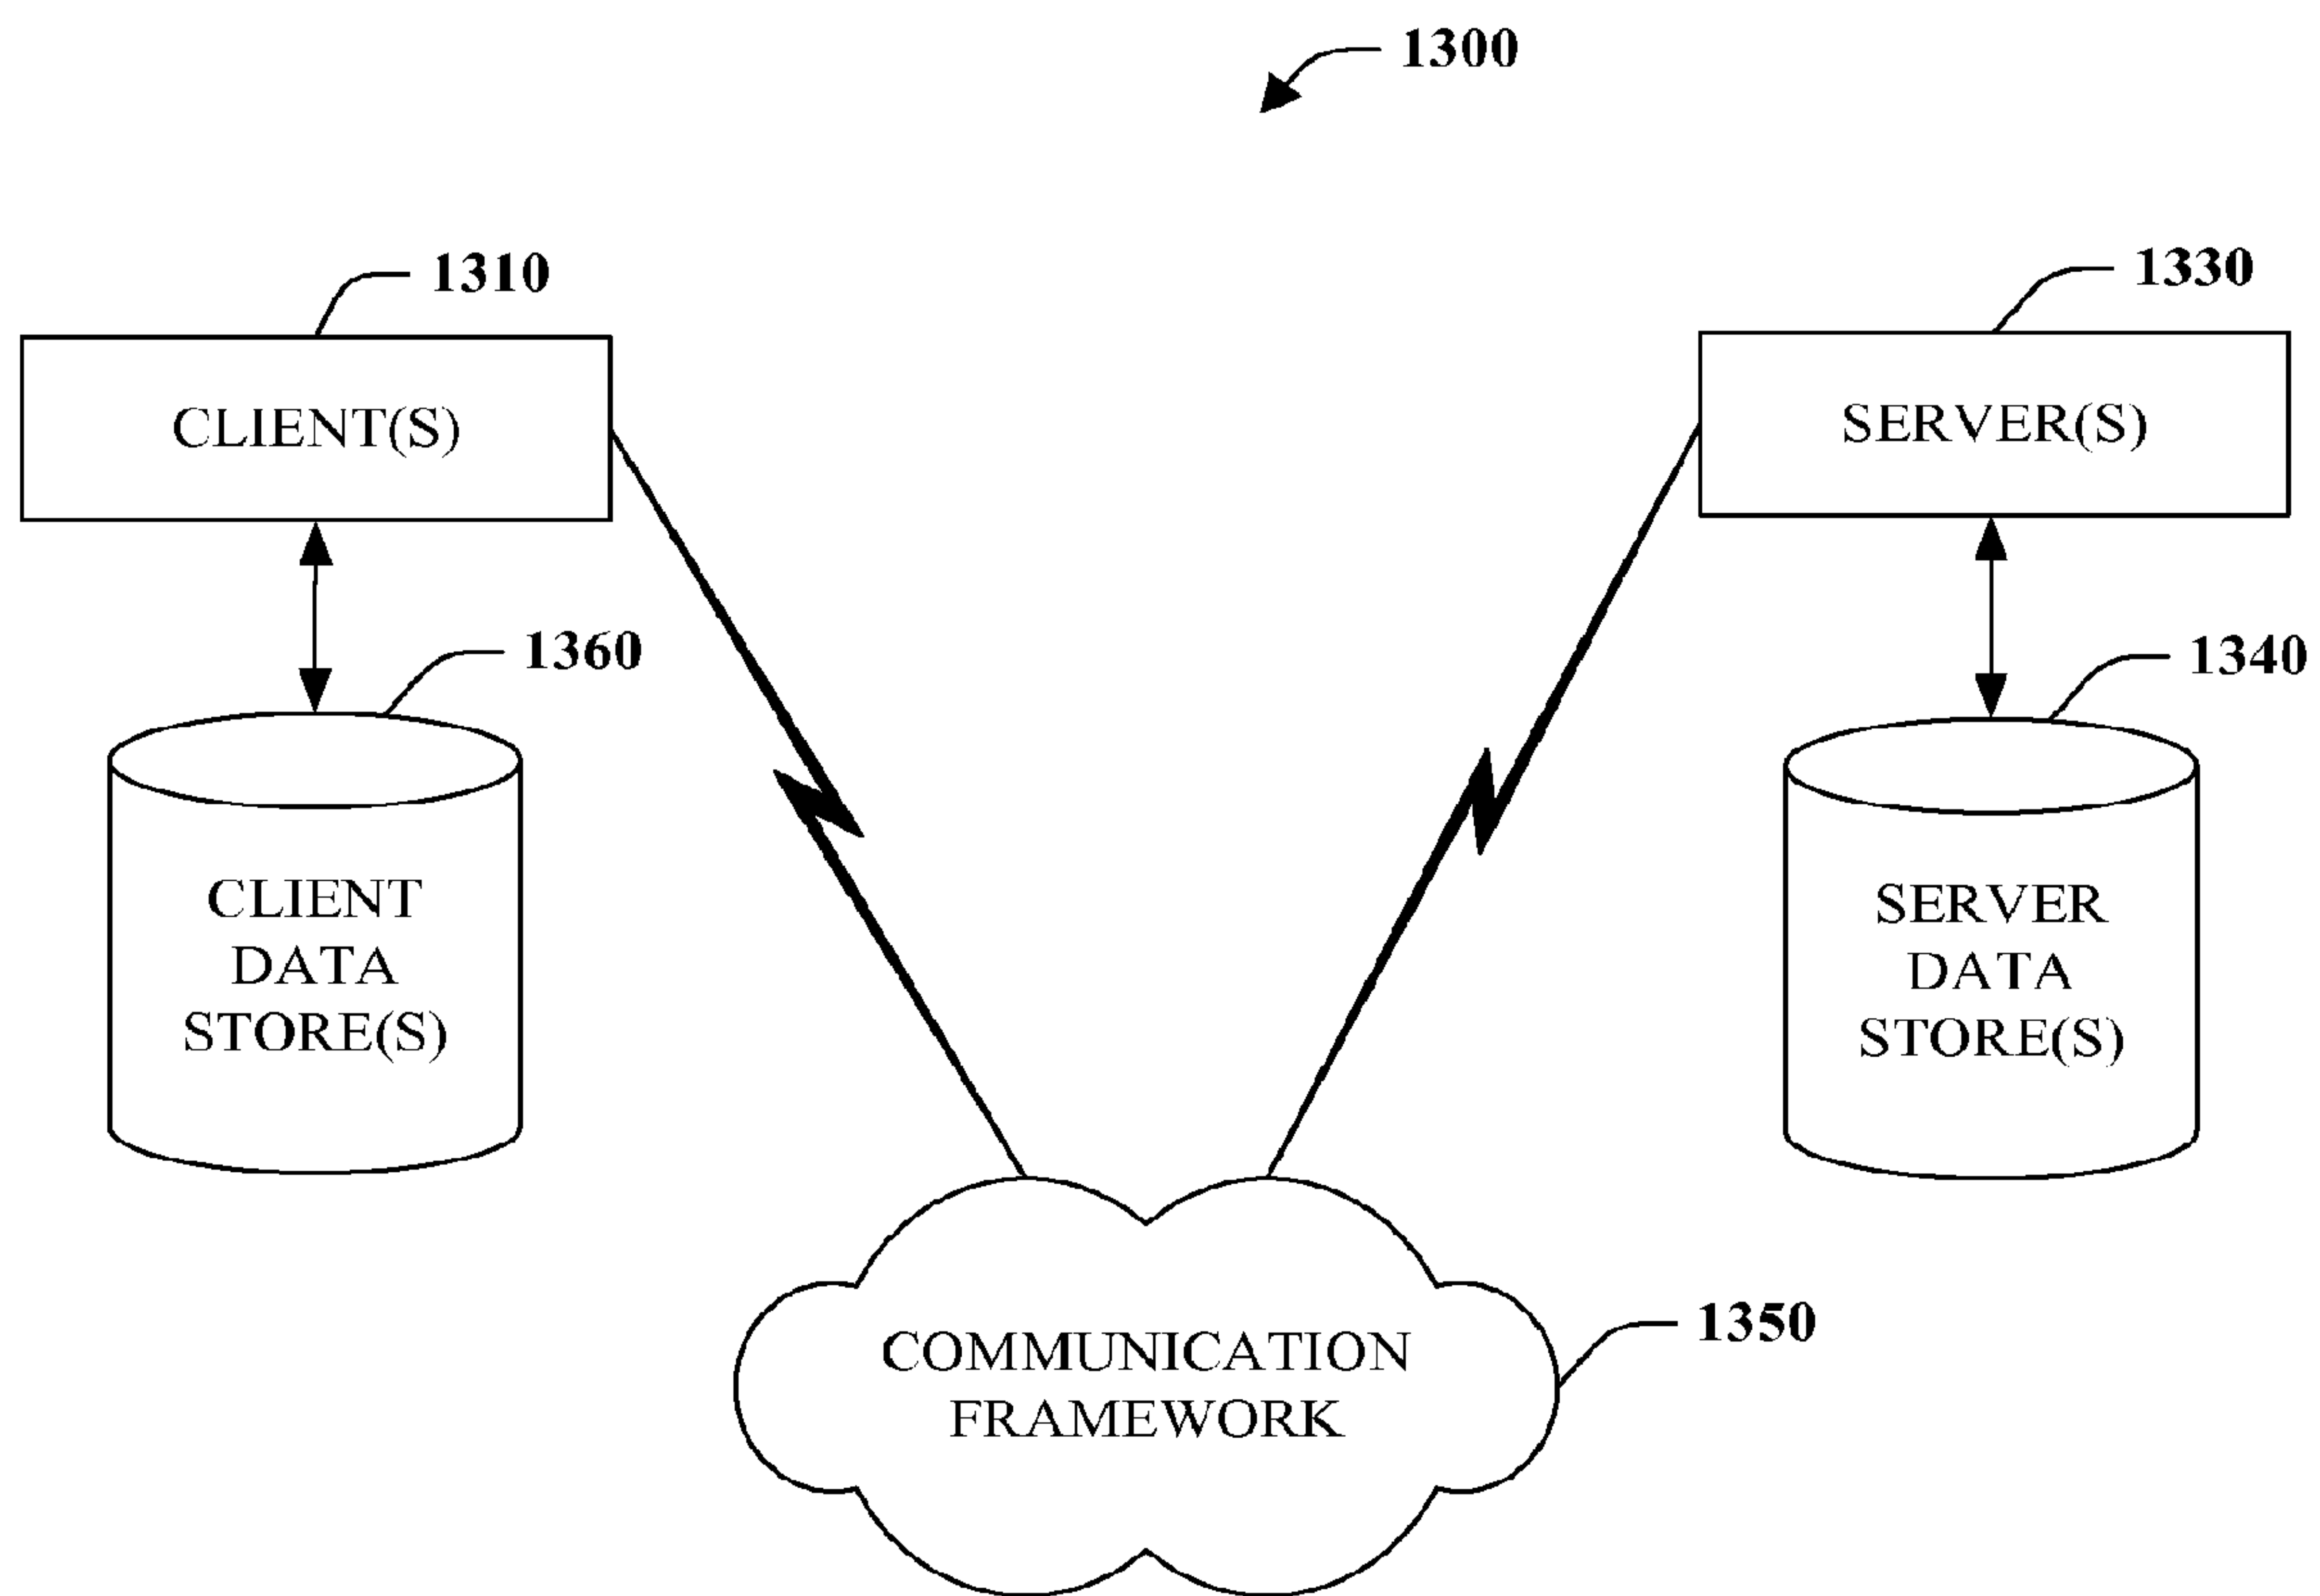 1300
1310
1330
CLIENT(S)
SERVER(S)
1360
1340
CLIENT
DATA
STORE(S)
SERVER
DATA
STORE(S)
1350
COMMUNICATION
FRAMEWORK